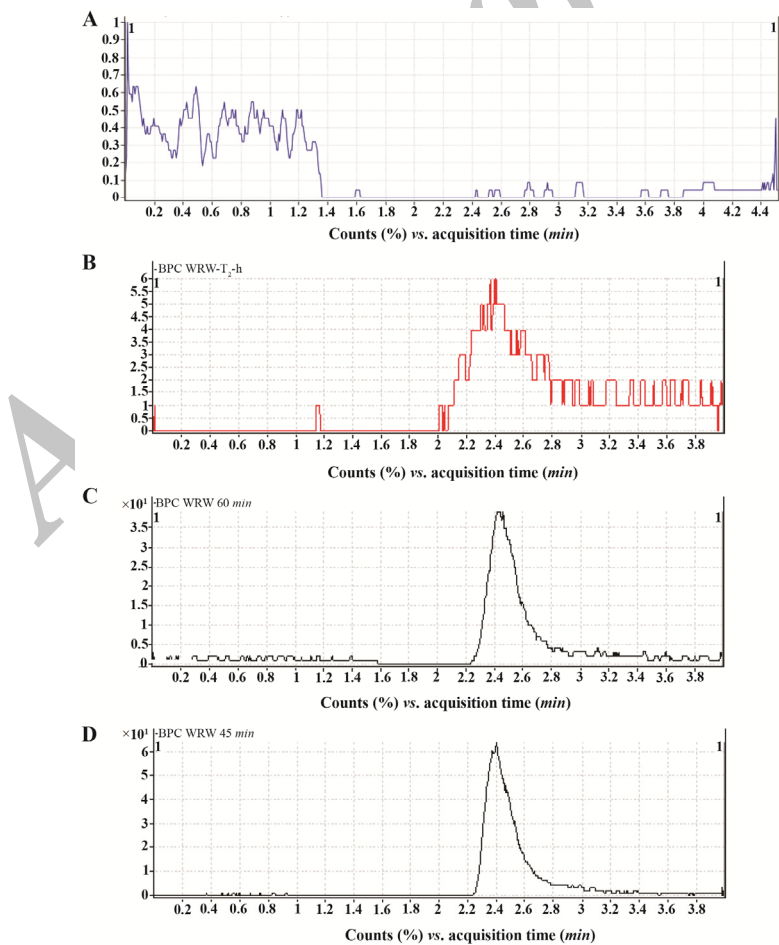 A
1 1
1
0.9
0.8
0.7
0.6
0.5
0.4
0.3
0.2
0.1
0
0.2 0.4 0.6 0.8 1 1.2 1.4 1.6 1.8 2 2.2 2.4 2.6 2.8 3 3.2 3.4 3.6 3.8 4 4.2 4.4
Counts (%) vs. acquisition time (min)
B
-BPC WRW-T2-h
1 1
6
5.5
5
4.5
4
3.5
3
2.5
2
1.5
1
0.5
0
0.2 0.4 0.6 0.8 1 1.2 1.4 1.6 1.8 2 2.2 2.4 2.6 2.8 3 3.2 3.4 3.6 3.8
Counts (%) vs. acquisition time (min)
C
×10¹ -BPC WRW 60 min
1 1
3.5
3
2.5
2
1.5
1
0.5
0
0.2 0.4 0.6 0.8 1 1.2 1.4 1.6 1.8 2 2.2 2.4 2.6 2.8 3 3.2 3.4 3.6 3.8
Counts (%) vs. acquisition time (min)
D
×10¹ -BPC WRW 45 min
1 1
6
5
4
3
2
1
0
0.2 0.4 0.6 0.8 1 1.2 1.4 1.6 1.8 2 2.2 2.4 2.6 2.8 3 3.2 3.4 3.6 3.8
Counts (%) vs. acquisition time (min)